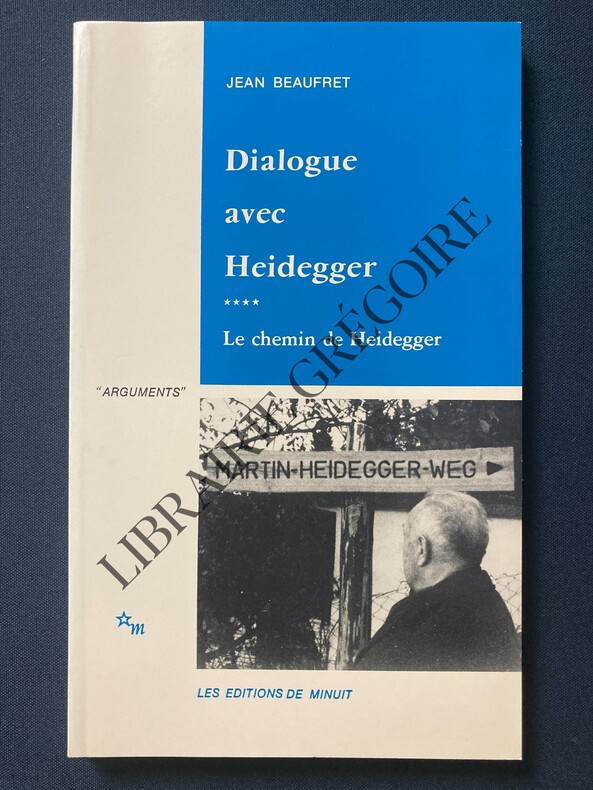 JEAN BEAUFRET
Dialogue
avec
Heidegger
★★★★
Le chemin de Heidegger
"ARGUMENTS"
MARTIN-HEIDEGGER-WEG
LIBRAIRIE GRÉGOIRE
m
LES EDITIONS DE MINUIT